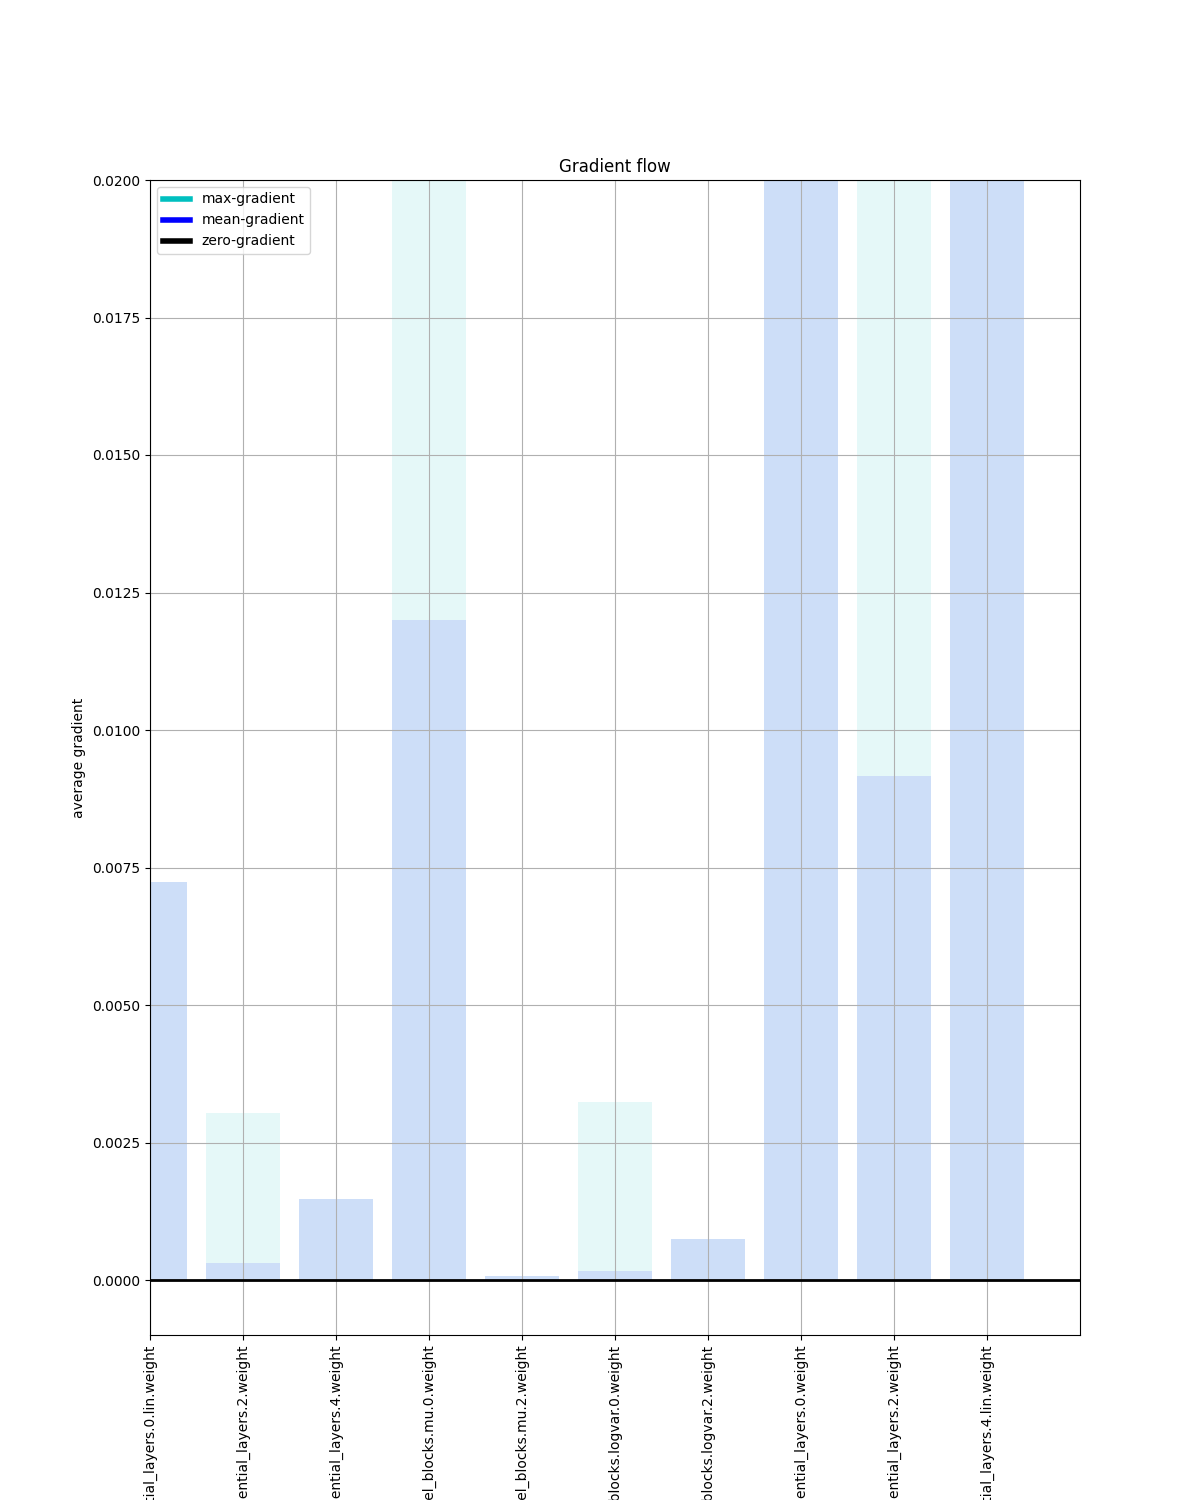 Gradient flow
max-gradient
mean-gradient
zero-gradient
0.0200
0.0175
0.0150
0.0125
0.0100
0.0075
0.0050
0.0025
0.0000
average gradient
tial_layers.0.lin.weight
ential_layers.2.weight
ential_layers.4.weight
el_blocks.mu.0.weight
el_blocks.mu.2.weight
blocks.logvar.0.weight
blocks.logvar.2.weight
ential_layers.0.weight
ential_layers.2.weight
tial_layers.4.lin.weight